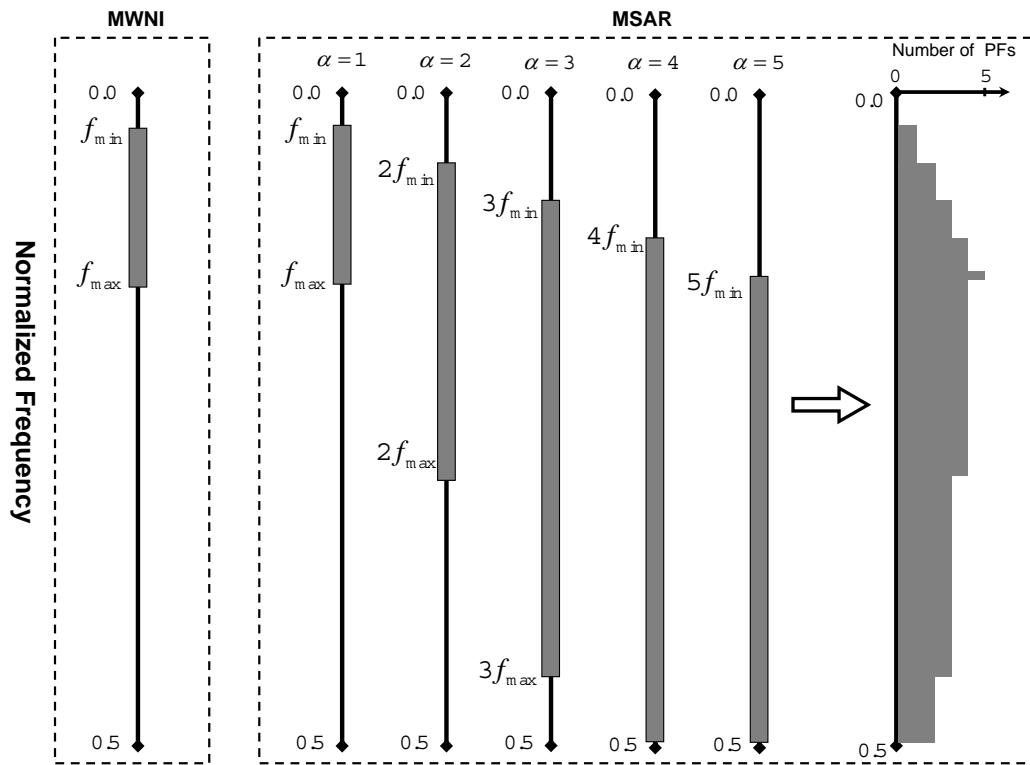 MWNI
MSAR
Normalized Frequency
0.0
f_min
f_max
0.5
α = 1
0.0
f_min
f_max
0.5
α = 2
0.0
2f_min
2f_max
0.5
α = 3
0.0
3f_min
3f_max
0.5
α = 4
0.0
4f_min
0.5
α = 5
0.0
5f_min
0.5
Number of PFs
0
5
0.0
0.5